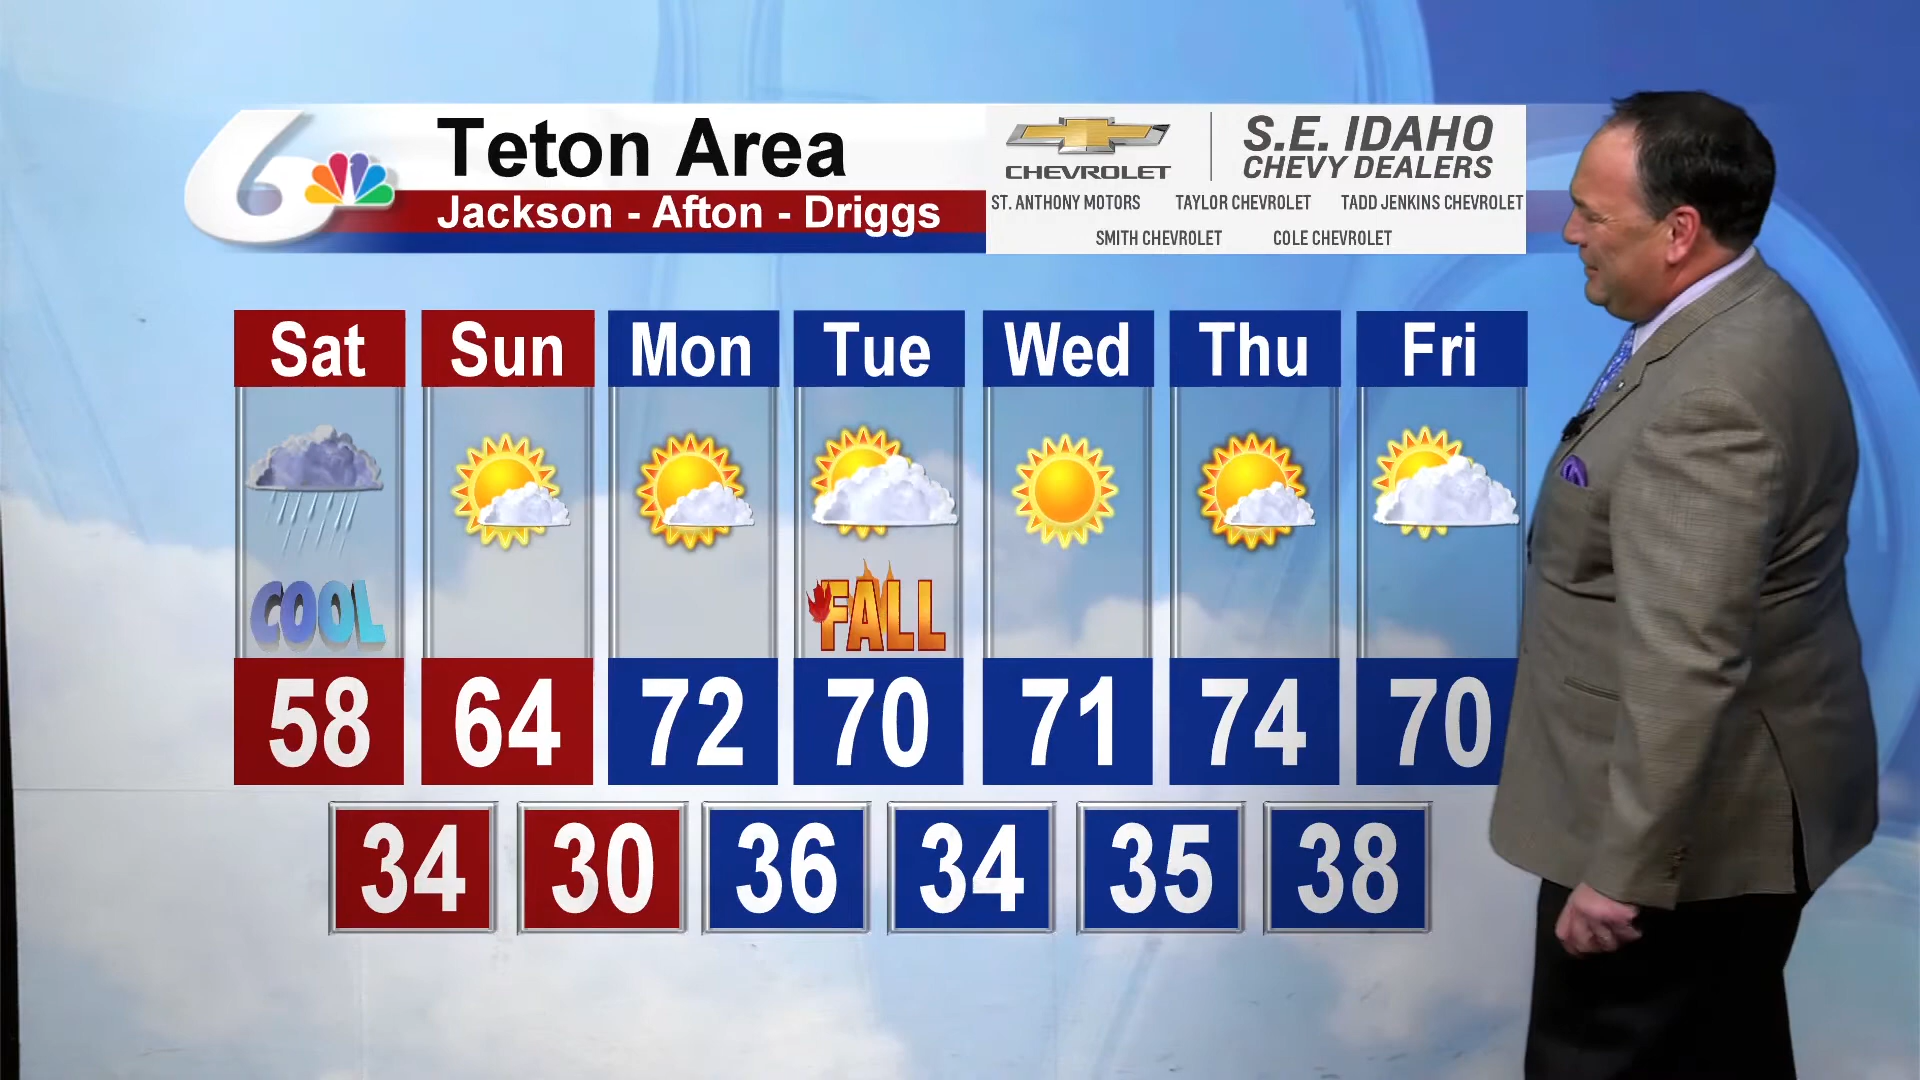 6
Teton Area
Jackson - Afton - Driggs
CHEVROLET
S.E. IDAHO
CHEVY DEALERS
ST. ANTHONY MOTORS TAYLOR CHEVROLET TADD JENKINS CHEVROLET
SMITH CHEVROLET COLE CHEVROLET
Sat Sun Mon Tue Wed Thu Fri
COOL FALL
58 64 72 70 71 74 70
34 30 36 34 35 38